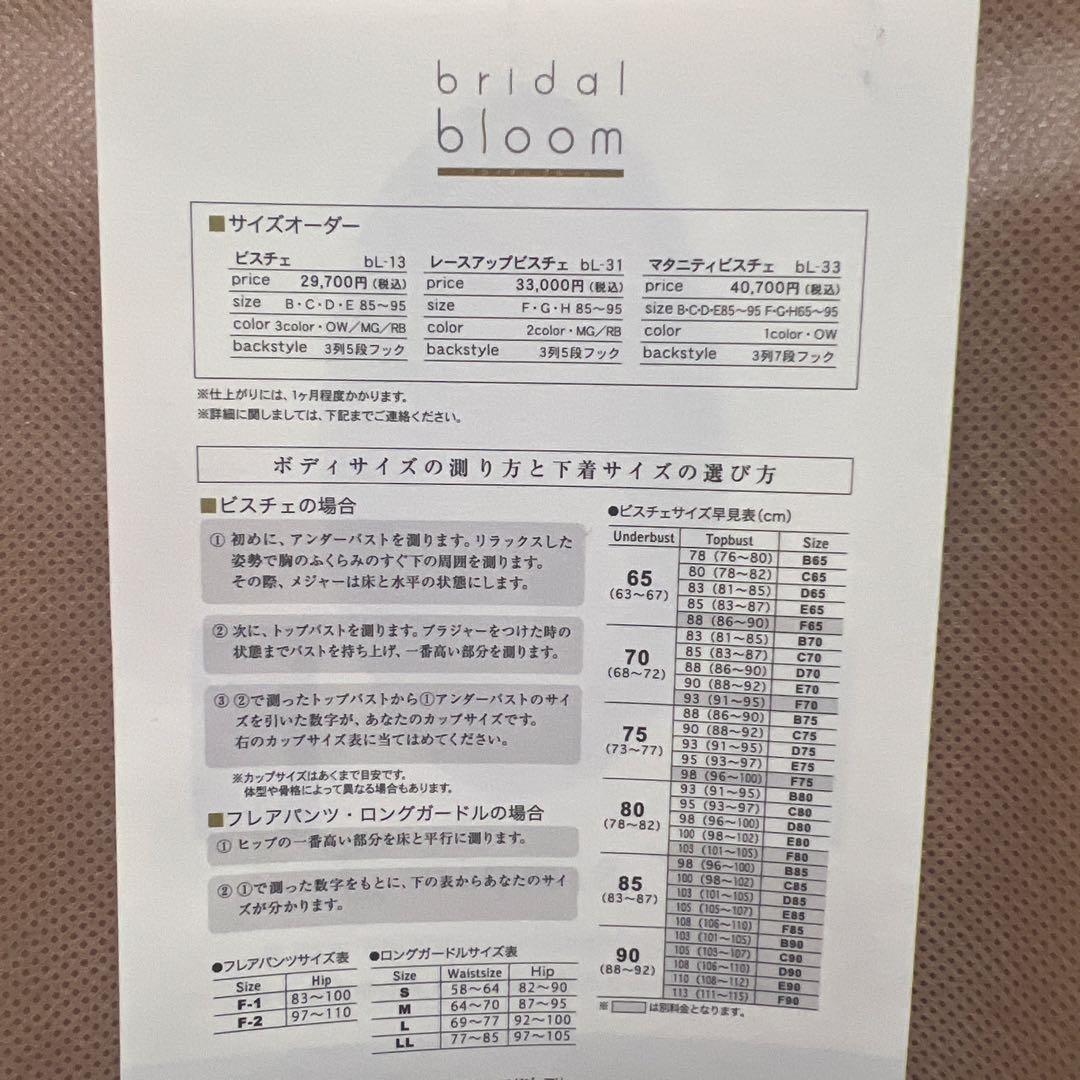 bridal
bloom
■サイズオーダー
ビスチェ bL-13
price 29,700円(税込)
size B・C・D・E 85〜95
color 3color・OW/MG/RB
backstyle 3列5段フック
レースアップビスチェ bL-31
price 33,000円(税込)
size F・G・H 85〜95
color 2color・MG/RB
backstyle 3列5段フック
マタニティビスチェ bL-33
price 40,700円(税込)
size B・C・D・E85〜95 F・G・H65〜95
color 1color・OW
backstyle 3列7段フック
※仕上がりには、1ヶ月程度かかります。
※詳細に関しましては、下記までご連絡ください。
ボディサイズの測り方と下着サイズの選び方
■ビスチェの場合
① 初めに、アンダーバストを測ります。リラックスした
姿勢で胸のふくらみのすぐ下の周囲を測ります。
その際、メジャーは床と水平の状態にします。
② 次に、トップバストを測ります。ブラジャーをつけた時の
状態までバストを持ち上げ、一番高い部分を測ります。
③ ②で測ったトップバストから①アンダーバストのサイ
ズを引いた数字が、あなたのカップサイズです。
右のカップサイズ表に当てはめてください。
※カップサイズはあくまで目安です。
体型や骨格によって異なる場合もあります。
■フレアパンツ・ロングガードルの場合
① ヒップの一番高い部分を床と平行に測ります。
② ①で測った数字をもとに、下の表からあなたのサイ
ズが分かります。
●フレアパンツサイズ表
Size Hip
F-1 83〜100
F-2 97〜110
●ロングガードルサイズ表
Size Waistsize Hip
S 58〜64 82〜90
M 64〜70 87〜95
L 69〜77 92〜100
LL 77〜85 97〜105
●ビスチェサイズ早見表(cm)
Underbust Topbust Size
65 (63〜67)
78 (76〜80) B65
80 (78〜82) C65
83 (81〜85) D65
85 (83〜87) E65
88 (86〜90) F65
70 (68〜72)
83 (81〜85) B70
85 (83〜87) C70
88 (86〜90) D70
90 (88〜92) E70
93 (91〜95) F70
75 (73〜77)
88 (86〜90) B75
90 (88〜92) C75
93 (91〜95) D75
95 (93〜97) E75
98 (96〜100) F75
80 (78〜82)
93 (91〜95) B80
95 (93〜97) C80
98 (96〜100) D80
100 (98〜102) E80
103 (101〜105) F80
85 (83〜87)
98 (96〜100) B85
100 (98〜102) C85
103 (101〜105) D85
105 (105〜107) E85
108 (106〜110) F85
90 (88〜92)
103 (101〜105) B90
105 (103〜107) C90
108 (106〜110) D90
110 (108〜112) E90
113 (111〜115) F90
※ は別料金となります。